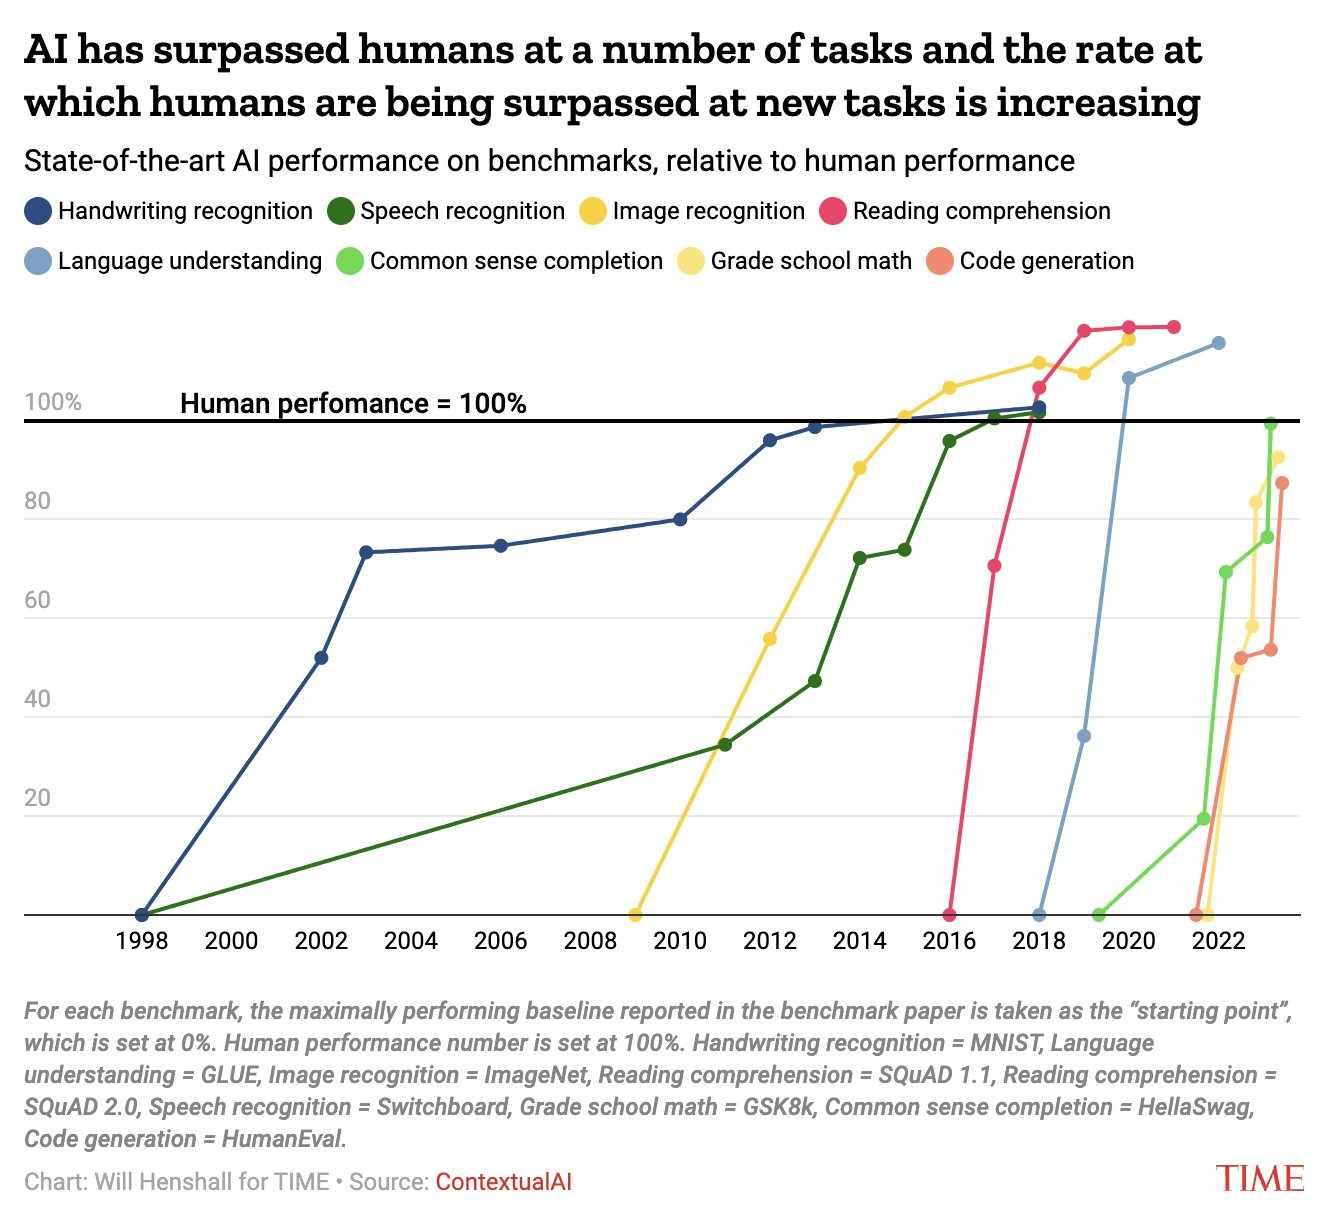 AI has surpassed humans at a number of tasks and the rate at
which humans are being surpassed at new tasks is increasing
State-of-the-art AI performance on benchmarks, relative to human performance
Handwriting recognition Speech recognition Image recognition Reading comprehension
Language understanding Common sense completion Grade school math Code generation
100% Human perfomance = 100%
80
60
40
20
1998 2000 2002 2004 2006 2008 2010 2012 2014 2016 2018 2020 2022
For each benchmark, the maximally performing baseline reported in the benchmark paper is taken as the “starting point”,
which is set at 0%. Human performance number is set at 100%. Handwriting recognition = MNIST, Language
understanding = GLUE, Image recognition = ImageNet, Reading comprehension = SQuAD 1.1, Reading comprehension =
SQuAD 2.0, Speech recognition = Switchboard, Grade school math = GSK8k, Common sense completion = HellaSwag,
Code generation = HumanEval.
Chart: Will Henshall for TIME • Source: ContextualAI
TIME